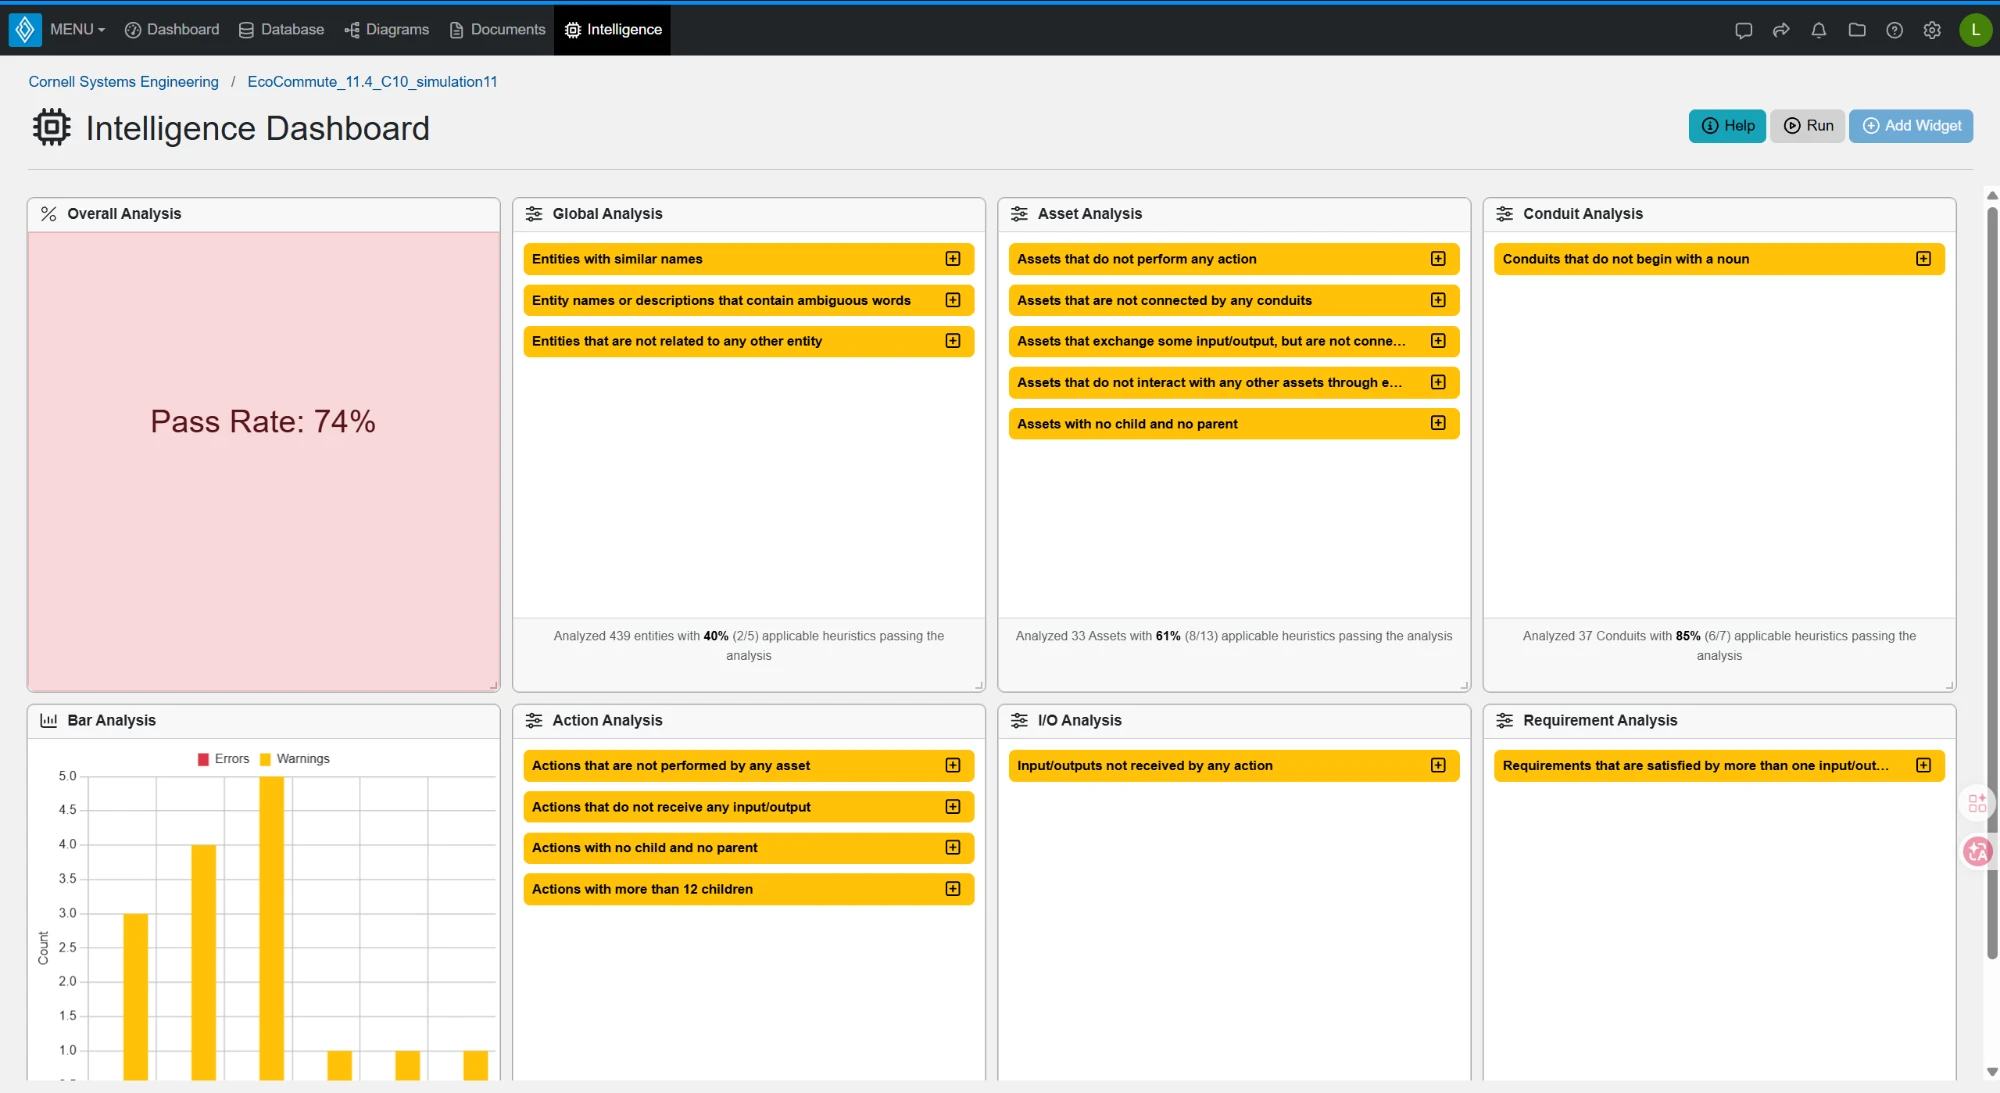 MENU
Dashboard
Database
Diagrams
Documents
Intelligence
L
Cornell Systems Engineering / EcoCommute_11.4_C10_simulation11
Intelligence Dashboard
Help
Run
Add Widget
Overall Analysis
Pass Rate: 74%
Global Analysis
Entities with similar names
Entity names or descriptions that contain ambiguous words
Entities that are not related to any other entity
Analyzed 439 entities with 40% (2/5) applicable heuristics passing the
analysis
Asset Analysis
Assets that do not perform any action
Assets that are not connected by any conduits
Assets that exchange some input/output, but are not conne...
Assets that do not interact with any other assets through e...
Assets with no child and no parent
Analyzed 33 Assets with 61% (8/13) applicable heuristics passing the analysis
Conduit Analysis
Conduits that do not begin with a noun
Analyzed 37 Conduits with 85% (6/7) applicable heuristics passing the
analysis
Bar Analysis
Errors
Warnings
5.0
4.5
4.0
3.5
3.0
2.5
2.0
1.5
1.0
Count
Action Analysis
Actions that are not performed by any asset
Actions that do not receive any input/output
Actions with no child and no parent
Actions with more than 12 children
I/O Analysis
Input/outputs not received by any action
Requirement Analysis
Requirements that are satisfied by more than one input/out...